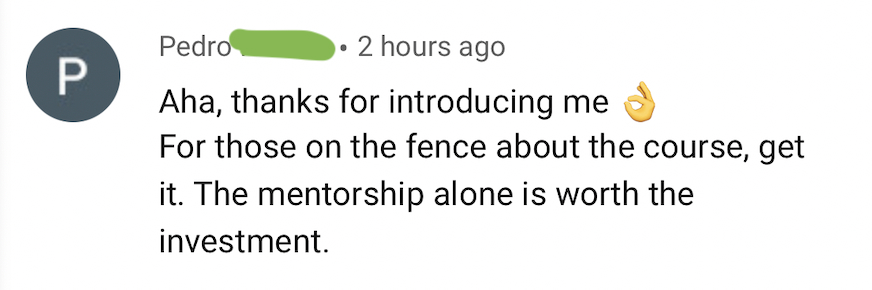 P
Pedro • 2 hours ago
Aha, thanks for introducing me 👌
For those on the fence about the course, get
it. The mentorship alone is worth the
investment.